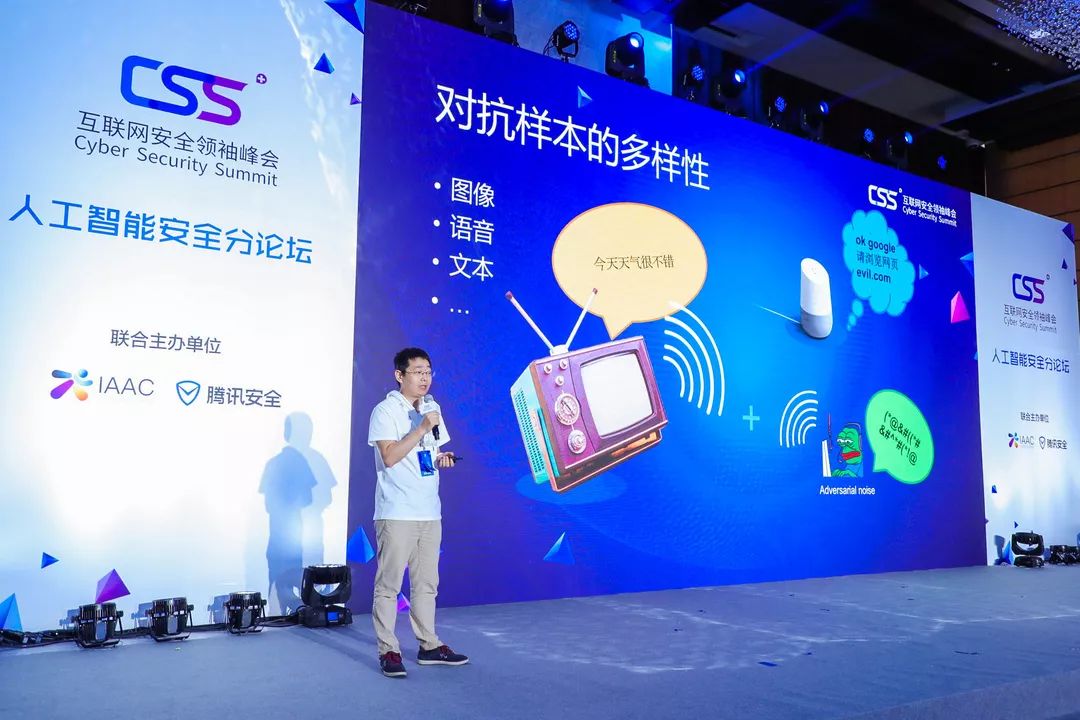 CSS
互联网安全领袖峰会
Cyber Security Summit
人工智能安全分论坛
联合主办单位
IAAC
腾讯安全
对抗样本的多样性
• 图像
• 语音
• 文本
• ...
今天天气很不错
CSS
互联网安全领袖峰会
Cyber Security Summit
ok google
请浏览网页
evil.com
+
(*@&#((*#
&#^*#(*!@
Adversarial noise
CSS
互联网安全领袖峰会
Cyber Security Summit
人工智能安全分论坛
联合主办单位
IAAC
腾讯安全